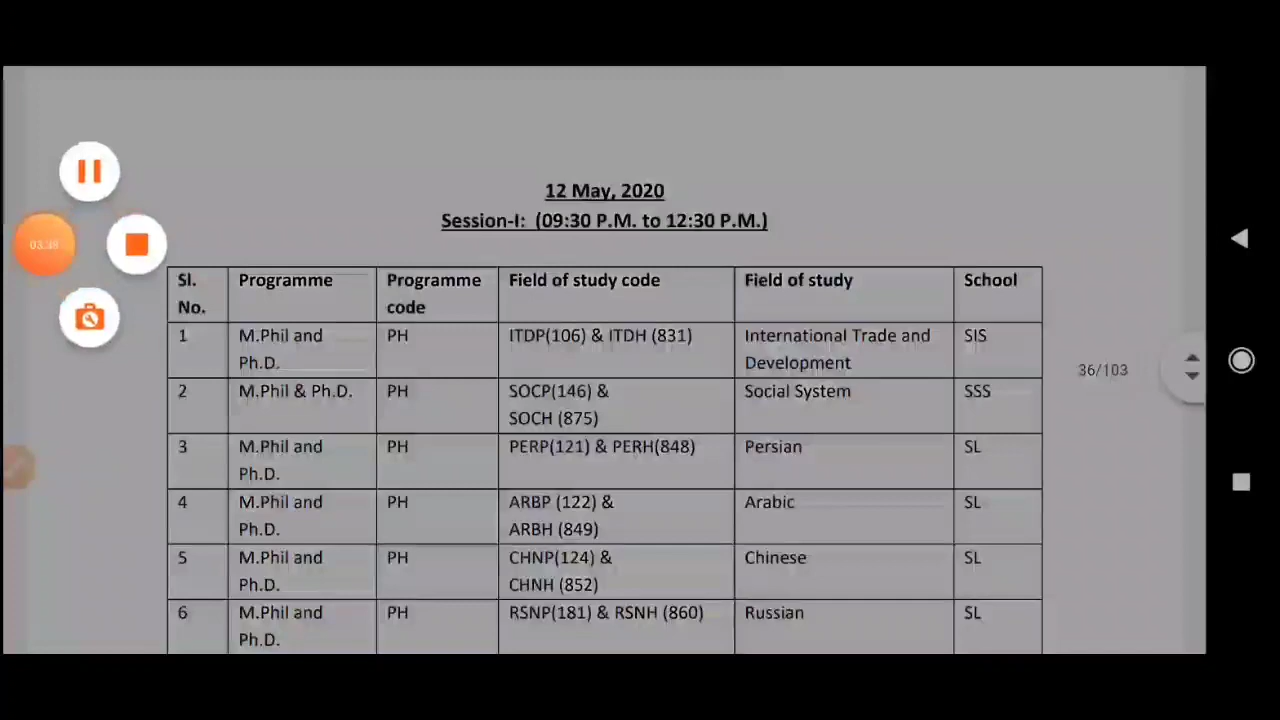 12 May, 2020
Session-I: (09:30 P.M. to 12:30 P.M.)
Sl. No. Programme Programme code Field of study code Field of study School
1 M.Phil and Ph.D. PH ITDP(106) & ITDH (831) International Trade and Development SIS
2 M.Phil & Ph.D. PH SOCP(146) & SOCH (875) Social System SSS
3 M.Phil and Ph.D. PH PERP(121) & PERH(848) Persian SL
4 M.Phil and Ph.D. PH ARBP (122) & ARBH (849) Arabic SL
5 M.Phil and Ph.D. PH CHNP(124) & CHNH (852) Chinese SL
6 M.Phil and Ph.D. PH RSNP(181) & RSNH (860) Russian SL
36/103